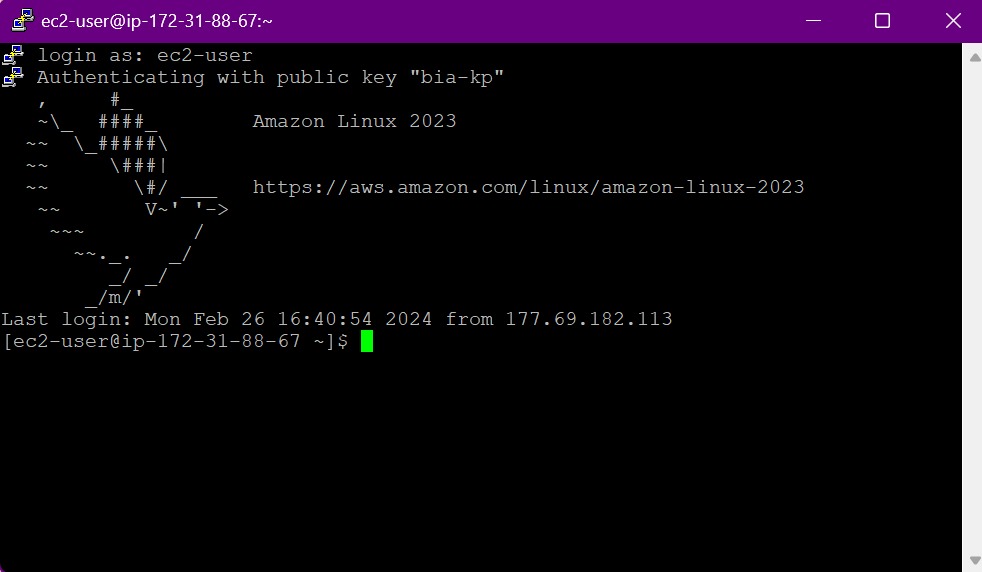 ec2-user@ip-172-31-88-67:~
login as: ec2-user
Authenticating with public key "bia-kp"
   ,     #_
   ~\_  ####_        Amazon Linux 2023
  ~~  \_#####\
  ~~     \###|
  ~~       \#/ ___   https://aws.amazon.com/linux/amazon-linux-2023
   ~~       V~' '->
    ~~~         /
      ~~._.   _/
         _/ _/
       _/m/'
Last login: Mon Feb 26 16:40:54 2024 from 177.69.182.113
[ec2-user@ip-172-31-88-67 ~]$